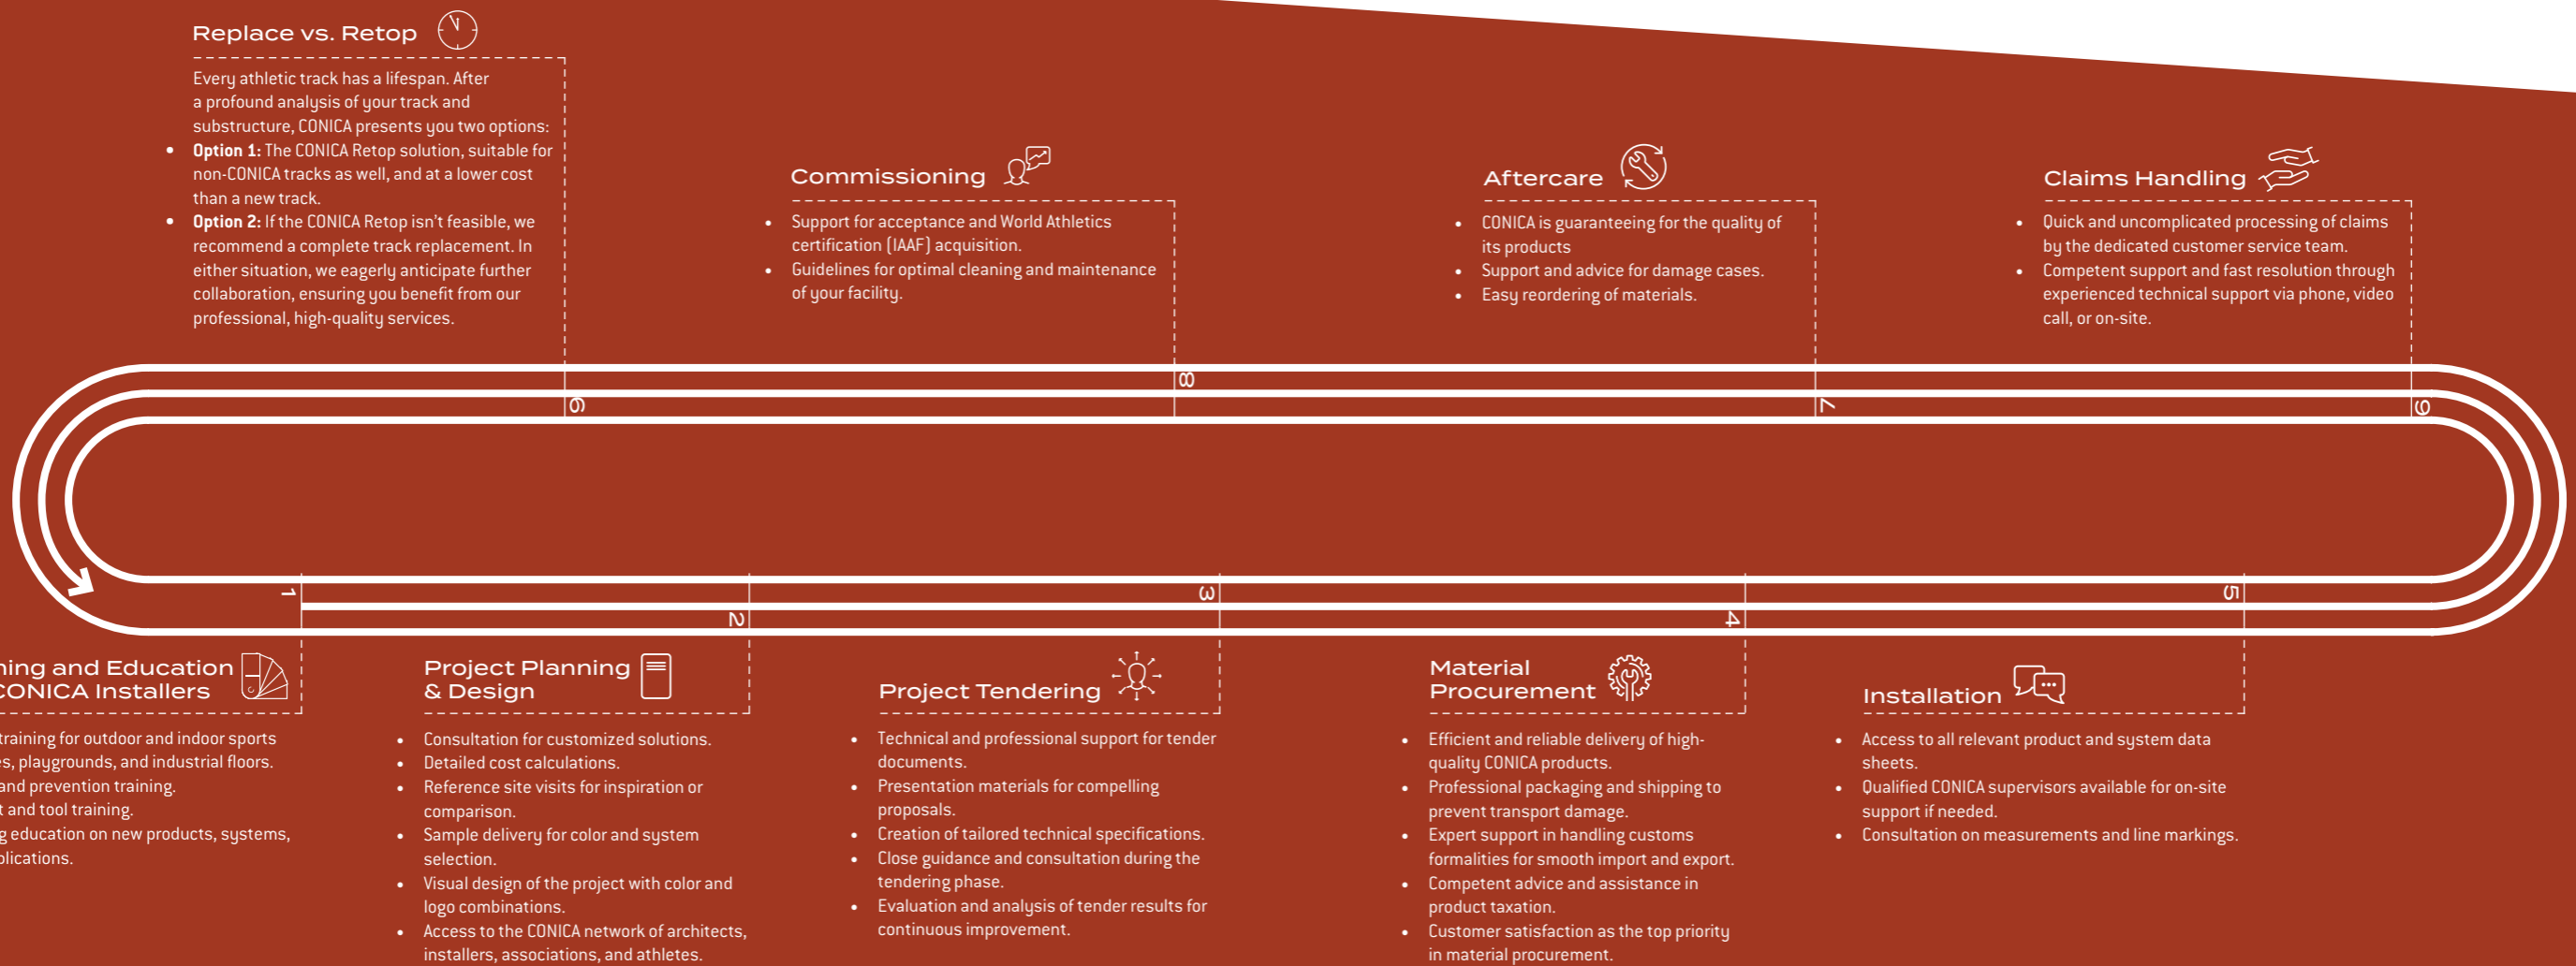 Replace vs. Retop
Every athletic track has a lifespan. After
a profound analysis of your track and
substructure, CONICA presents you two options:
• Option 1: The CONICA Retop solution, suitable for
non-CONICA tracks as well, and at a lower cost
than a new track.
• Option 2: If the CONICA Retop isn't feasible, we
recommend a complete track replacement. In
either situation, we eagerly anticipate further
collaboration, ensuring you benefit from our
professional, high-quality services.
Commissioning
• Support for acceptance and World Athletics
certification (IAAF) acquisition.
• Guidelines for optimal cleaning and maintenance
of your facility.
Aftercare
• CONICA is guaranteeing for the quality of
its products
• Support and advice for damage cases.
• Easy reordering of materials.
Claims Handling
• Quick and uncomplicated processing of claims
by the dedicated customer service team.
• Competent support and fast resolution through
experienced technical support via phone, video
call, or on-site.
9
8
7
6
1
2
3
4
5
ning and Education
CONICA Installers
training for outdoor and indoor sports
es, playgrounds, and industrial floors.
and prevention training.
t and tool training.
g education on new products, systems,
plications.
Project Planning
& Design
• Consultation for customized solutions.
• Detailed cost calculations.
• Reference site visits for inspiration or
comparison.
• Sample delivery for color and system
selection.
• Visual design of the project with color and
logo combinations.
• Access to the CONICA network of architects,
installers, associations, and athletes.
Project Tendering
• Technical and professional support for tender
documents.
• Presentation materials for compelling
proposals.
• Creation of tailored technical specifications.
• Close guidance and consultation during the
tendering phase.
• Evaluation and analysis of tender results for
continuous improvement.
Material
Procurement
• Efficient and reliable delivery of high-
quality CONICA products.
• Professional packaging and shipping to
prevent transport damage.
• Expert support in handling customs
formalities for smooth import and export.
• Competent advice and assistance in
product taxation.
• Customer satisfaction as the top priority
in material procurement.
Installation
• Access to all relevant product and system data
sheets.
• Qualified CONICA supervisors available for on-site
support if needed.
• Consultation on measurements and line markings.